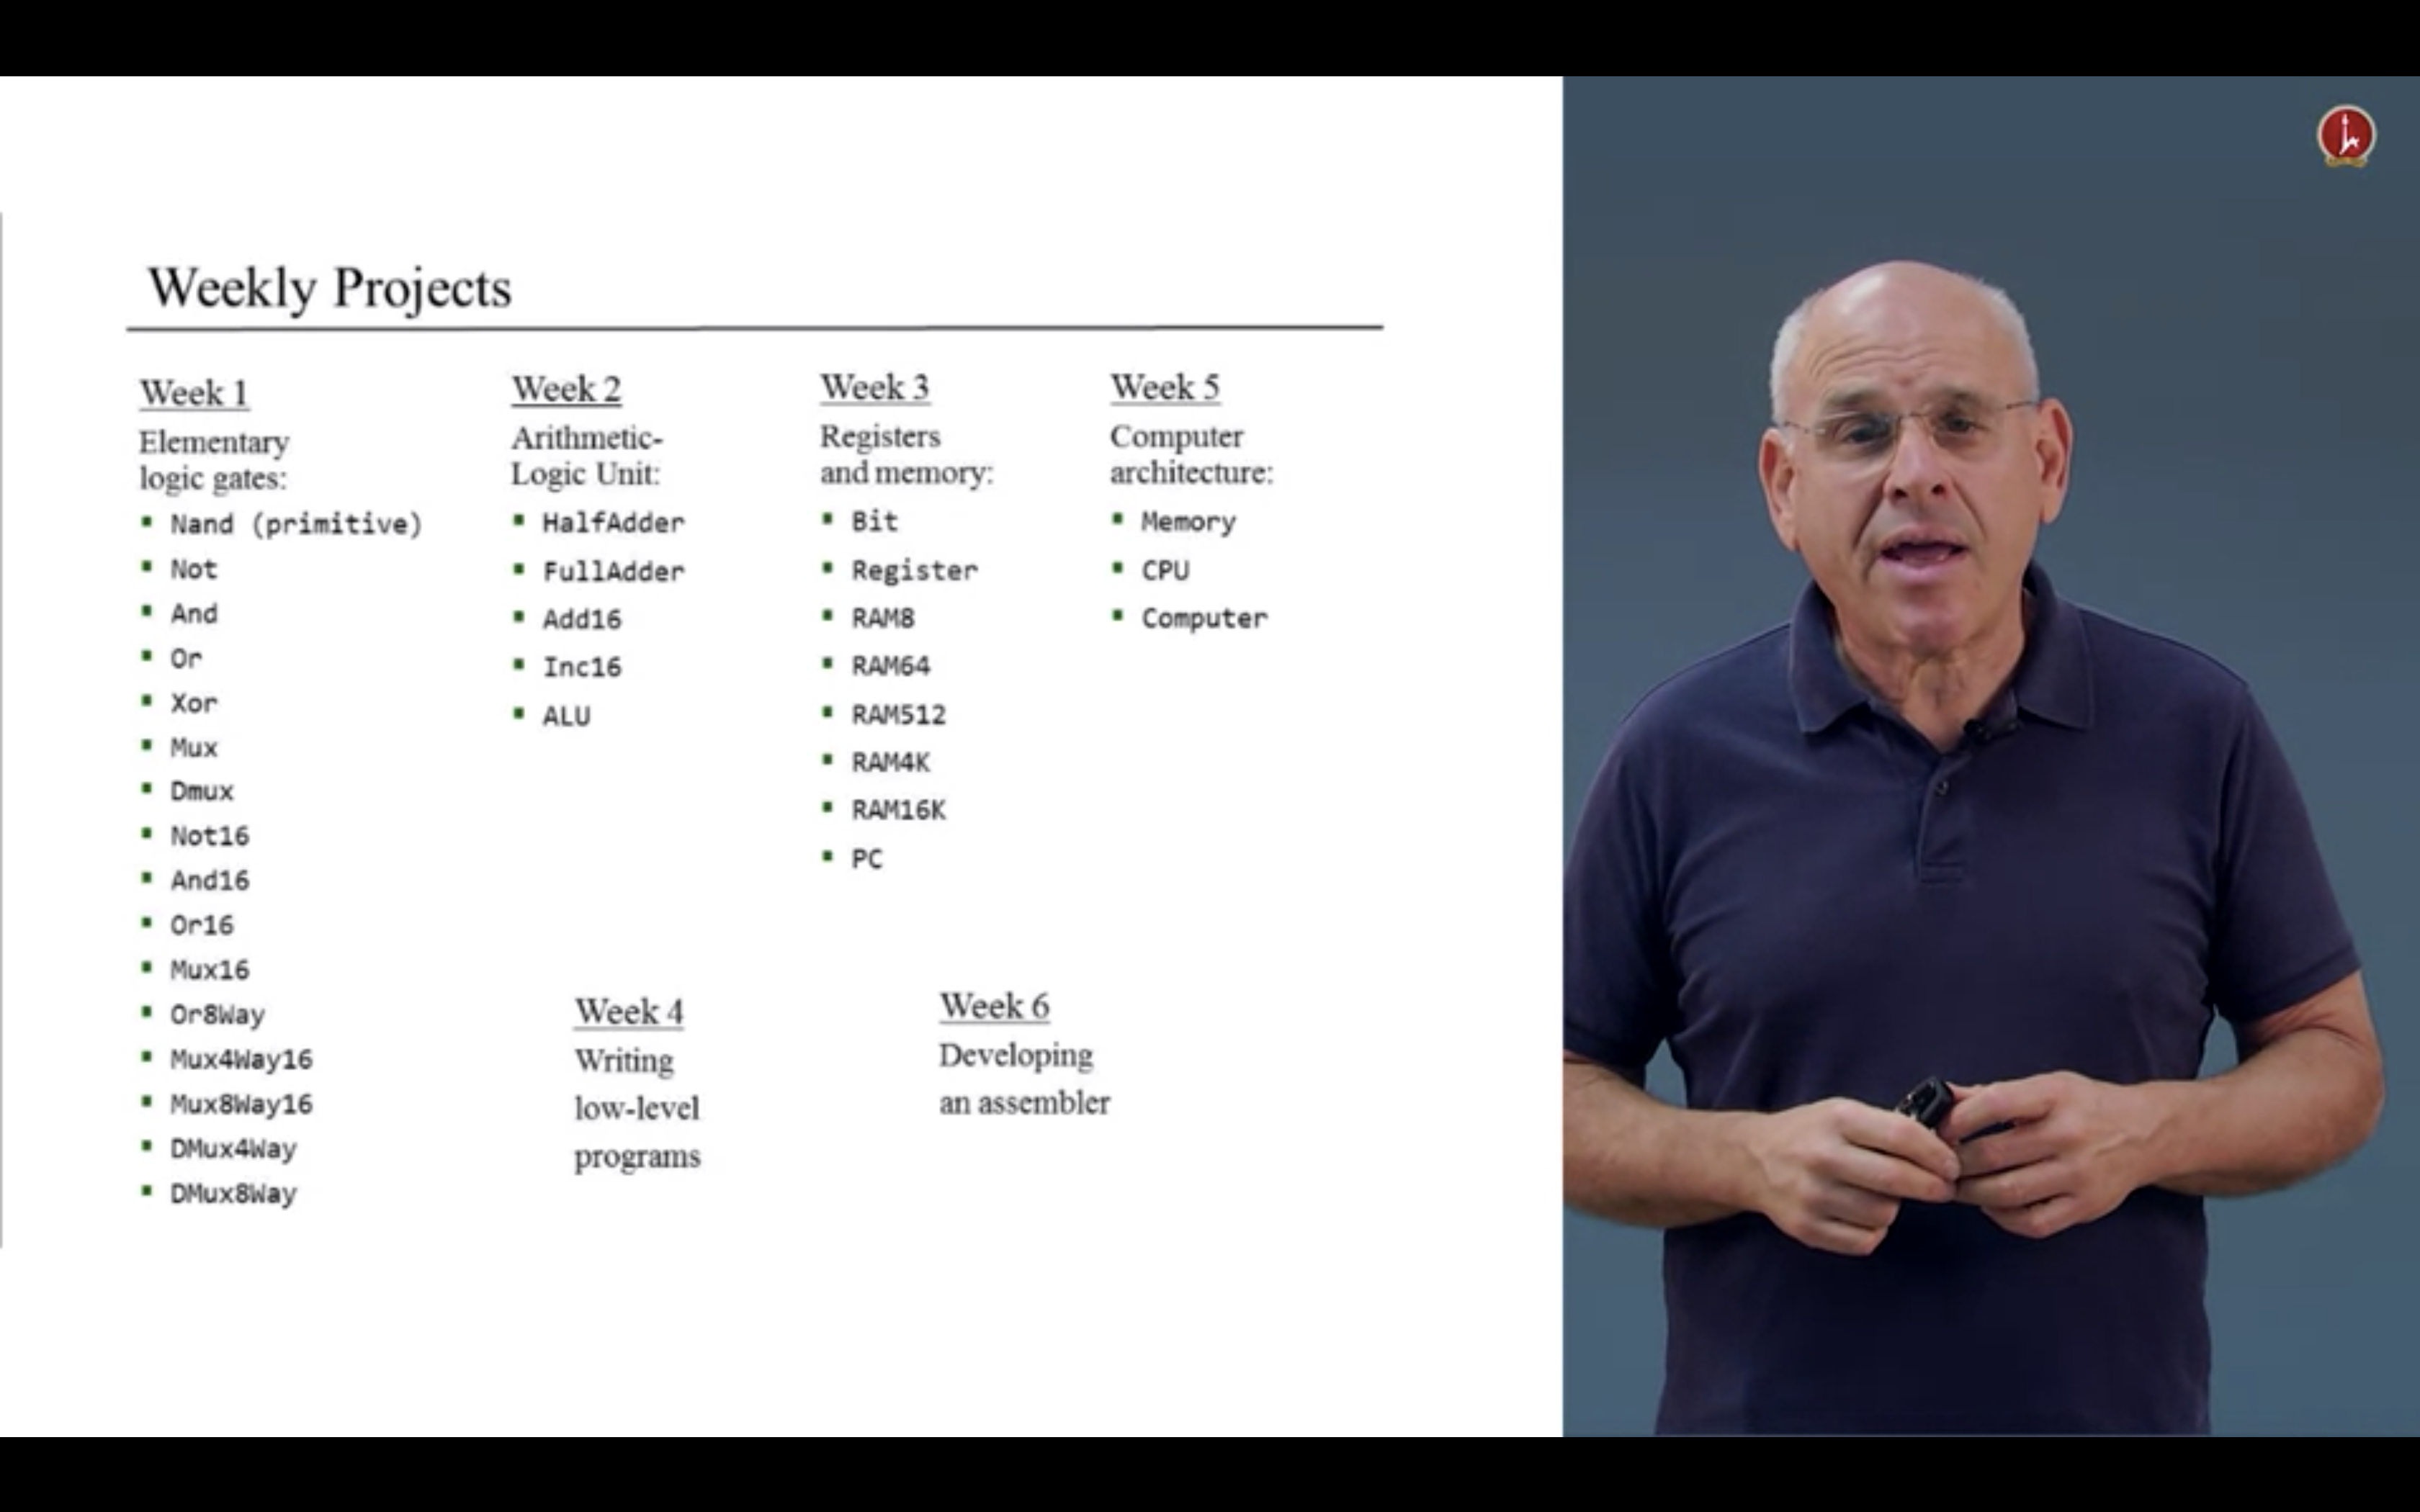 Weekly Projects
Week 1
Elementary
logic gates:
Nand (primitive)
Not
And
Or
Xor
Mux
Dmux
Not16
And16
Or16
Mux16
Or8Way
Mux4Way16
Mux8Way16
DMux4Way
DMux8Way
Week 2
Arithmetic-
Logic Unit:
HalfAdder
FullAdder
Add16
Inc16
ALU
Week 3
Registers
and memory:
Bit
Register
RAM8
RAM64
RAM512
RAM4K
RAM16K
PC
Week 5
Computer
architecture:
Memory
CPU
Computer
Week 4
Writing
low-level
programs
Week 6
Developing
an assembler